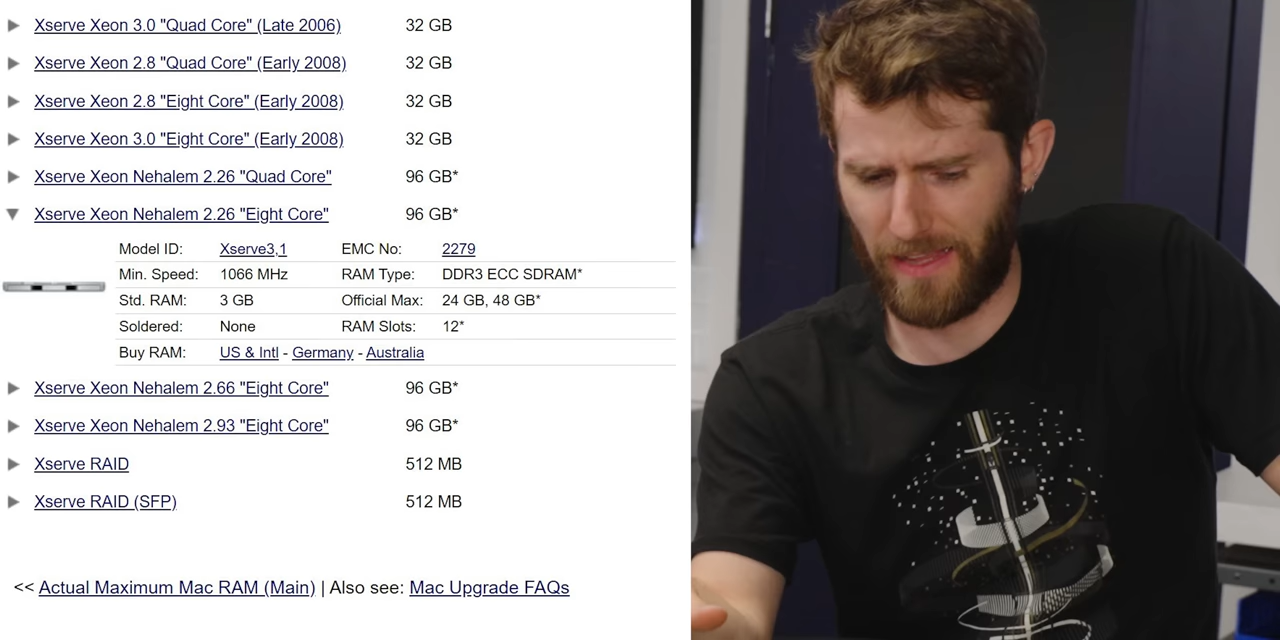 Xserve Xeon 3.0 "Quad Core" (Late 2006) 32 GB
Xserve Xeon 2.8 "Quad Core" (Early 2008) 32 GB
Xserve Xeon 2.8 "Eight Core" (Early 2008) 32 GB
Xserve Xeon 3.0 "Eight Core" (Early 2008) 32 GB
Xserve Xeon Nehalem 2.26 "Quad Core" 96 GB*
Xserve Xeon Nehalem 2.26 "Eight Core" 96 GB*
Model ID: Xserve3,1 EMC No: 2279
Min. Speed: 1066 MHz RAM Type: DDR3 ECC SDRAM*
Std. RAM: 3 GB Official Max: 24 GB, 48 GB*
Soldered: None RAM Slots: 12*
Buy RAM: US & Intl - Germany - Australia
Xserve Xeon Nehalem 2.66 "Eight Core" 96 GB*
Xserve Xeon Nehalem 2.93 "Eight Core" 96 GB*
Xserve RAID 512 MB
Xserve RAID (SFP) 512 MB
<< Actual Maximum Mac RAM (Main) | Also see: Mac Upgrade FAQs